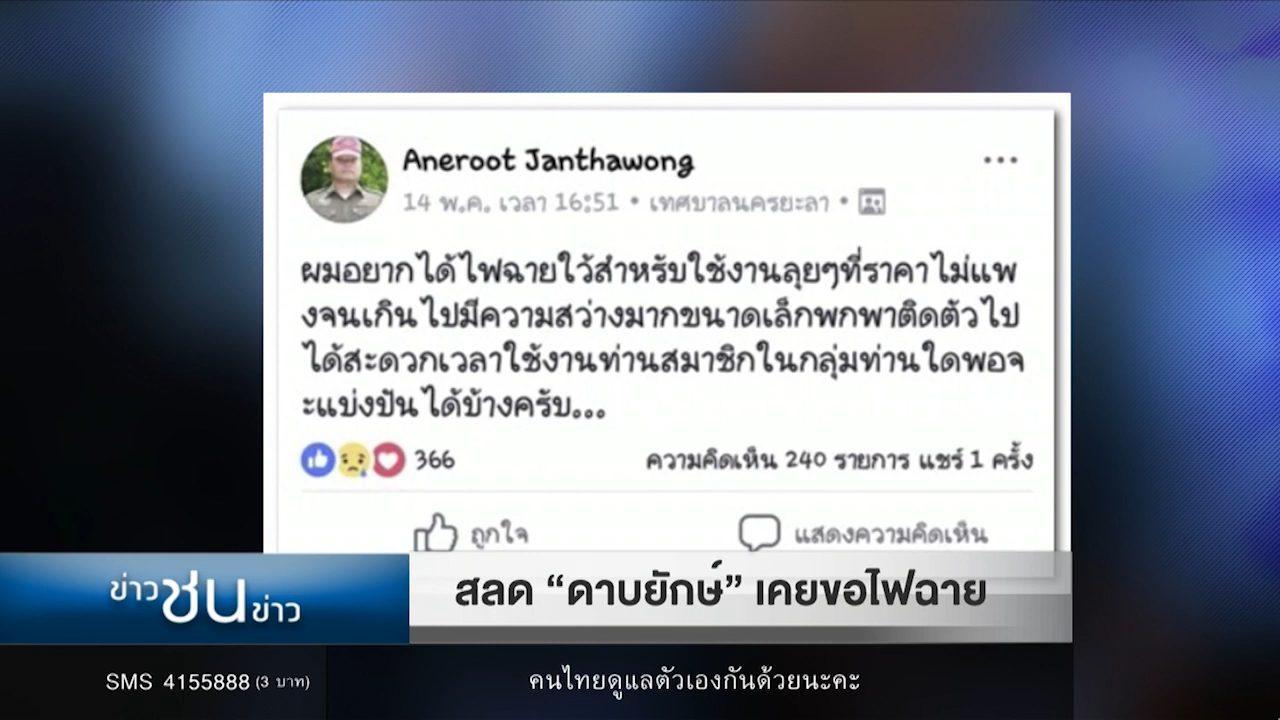 Aneroot Janthawong
14 พ.ค. เวลา 16:51 • เทศบาลนครยะลา •
ผมอยากได้ไฟฉายใว้สำหรับใช้งานลุยๆที่ราคาไม่แพ
งจนเกินไปมีความสว่างมากขนาดเล็กพกพาติดตัวไป
ได้สะดวกเวลาใช้งานท่านสมาชิกในกลุ่มท่านใดพอจ
ะแบ่งปันได้บ้างครับ...
366 ความคิดเห็น 240 รายการ แชร์ 1 ครั้ง
ถูกใจ แสดงความคิดเห็น
ข่าวชนข่าว
สลด “ดาบยักษ์” เคยขอไฟฉาย
SMS 4155888 (3 บาท) คนไทยดูแลตัวเองกันด้วยนะคะ